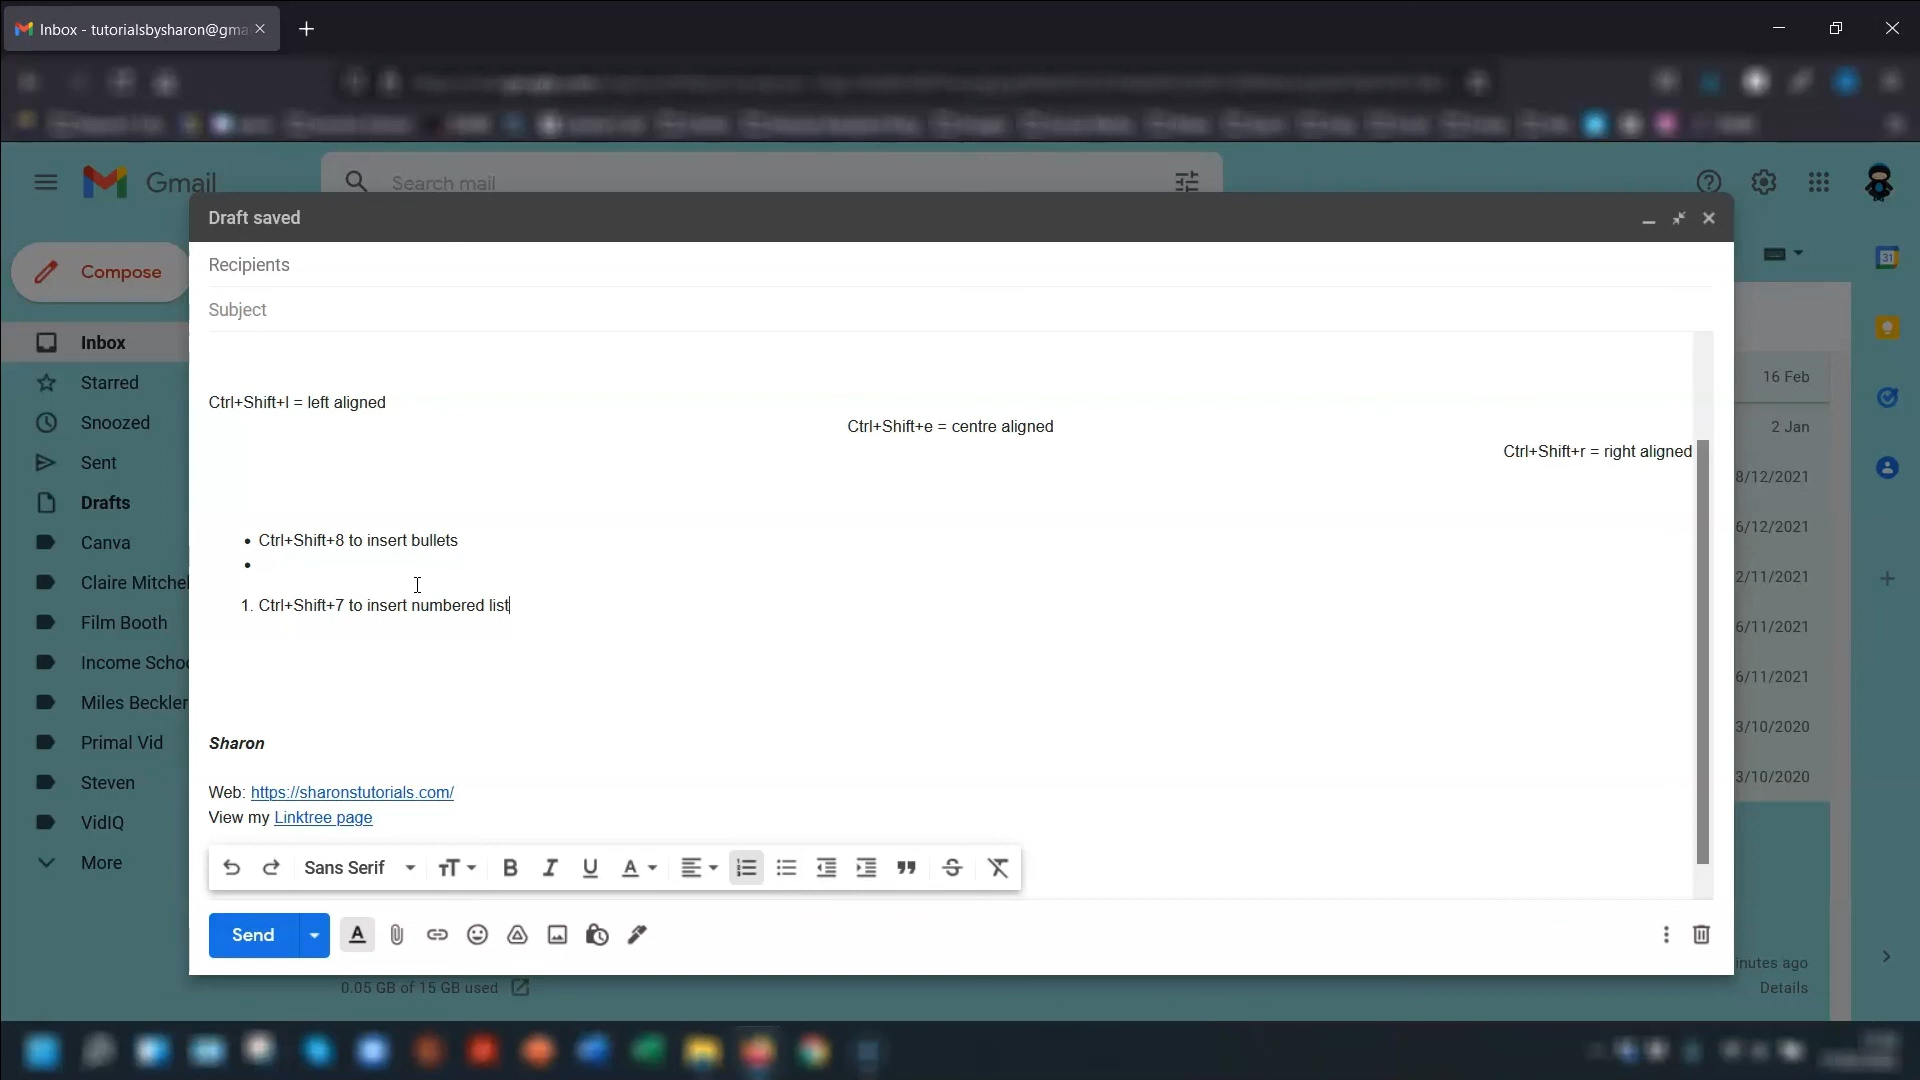 Inbox - tutorialsbysharon@gma
Gmail
Search mail
Draft saved
Recipients
Compose
31
Subject
Inbox
Starred
16 Feb
Ctrl+Shift+l = left aligned
Snoozed
Ctrl+Shift+e = centre aligned
2 Jan
Ctrl+Shift+r = right aligned
Sent
8/12/2021
Drafts
6/12/2021
Canva
• Ctrl+Shift+8 to insert bullets
•
Claire Mitchel
2/11/2021
1. Ctrl+Shift+7 to insert numbered list
Film Booth
6/11/2021
Income Schoo
6/11/2021
Miles Beckler
Primal Vid
3/10/2020
Sharon
Steven
3/10/2020
Web: https://sharonstutorials.com/
View my Linktree page
VidIQ
More
Sans Serif
Send
inutes ago
0.05 GB of 15 GB used
Details